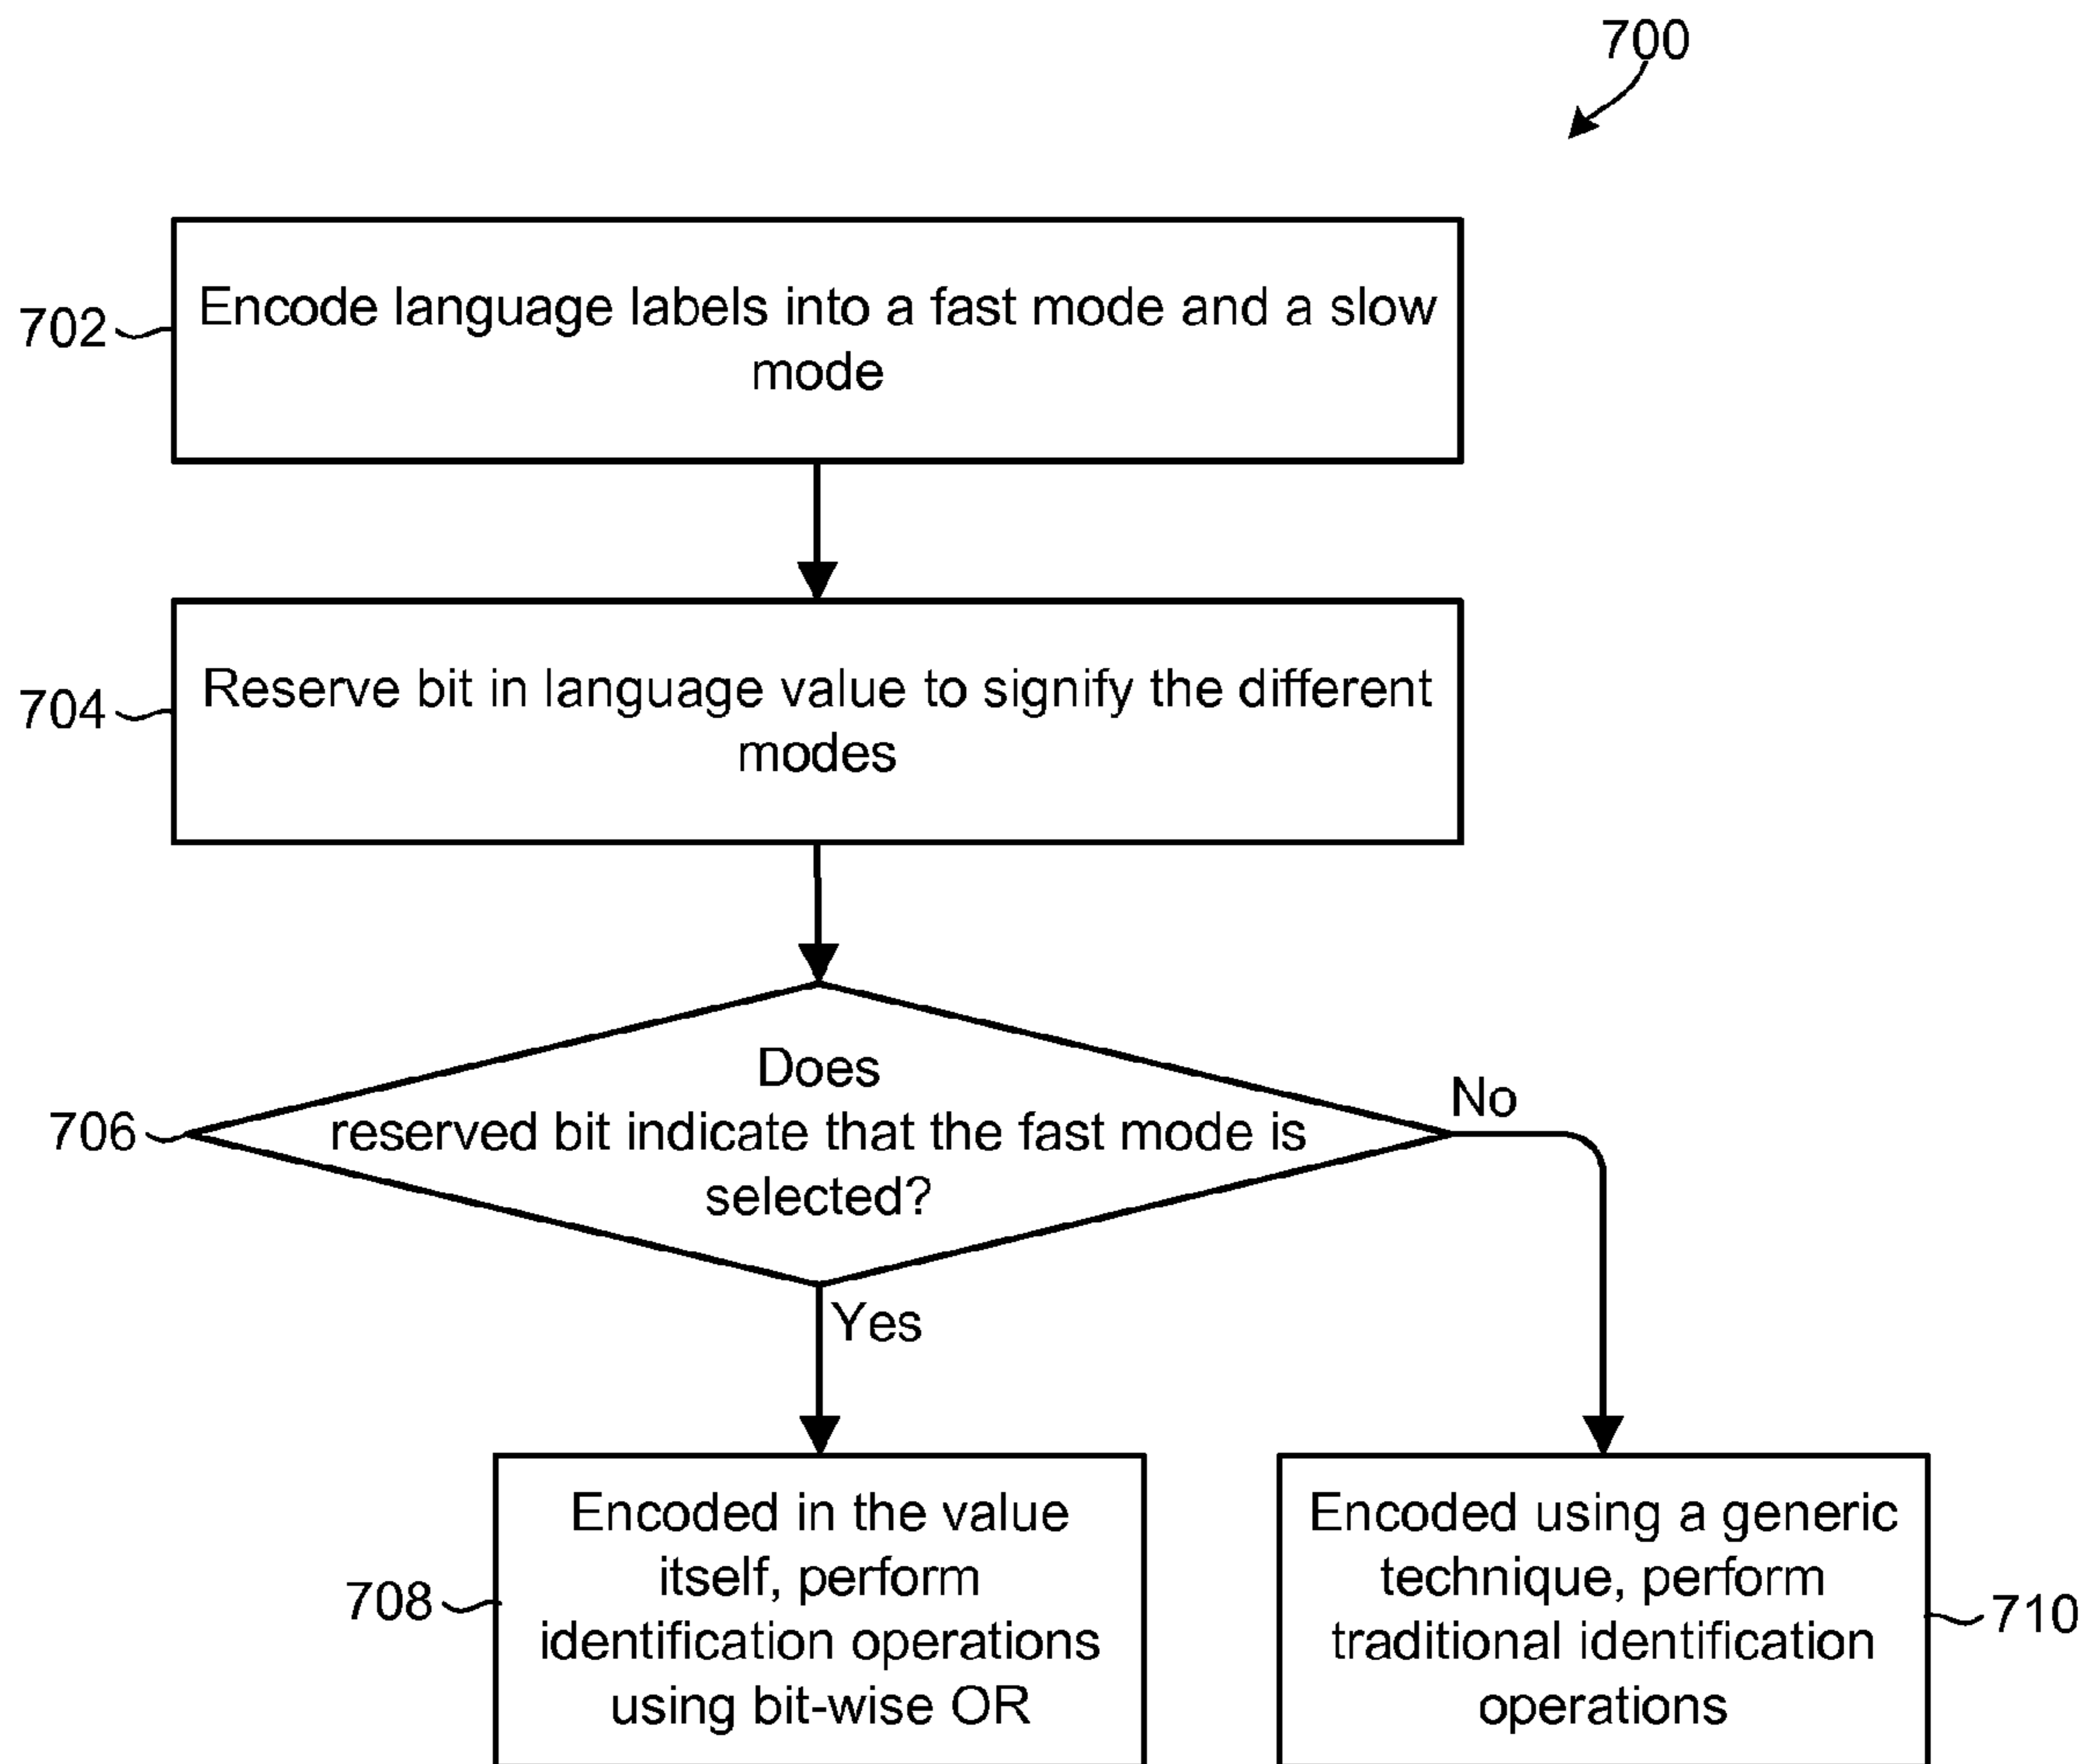 700
702
Encode language labels into a fast mode and a slow
mode
704
Reserve bit in language value to signify the different
modes
706
Does
reserved bit indicate that the fast mode is
selected?
No
Yes
708
Encoded in the value
itself, perform
identification operations
using bit-wise OR
Encoded using a generic
technique, perform
traditional identification
operations
710